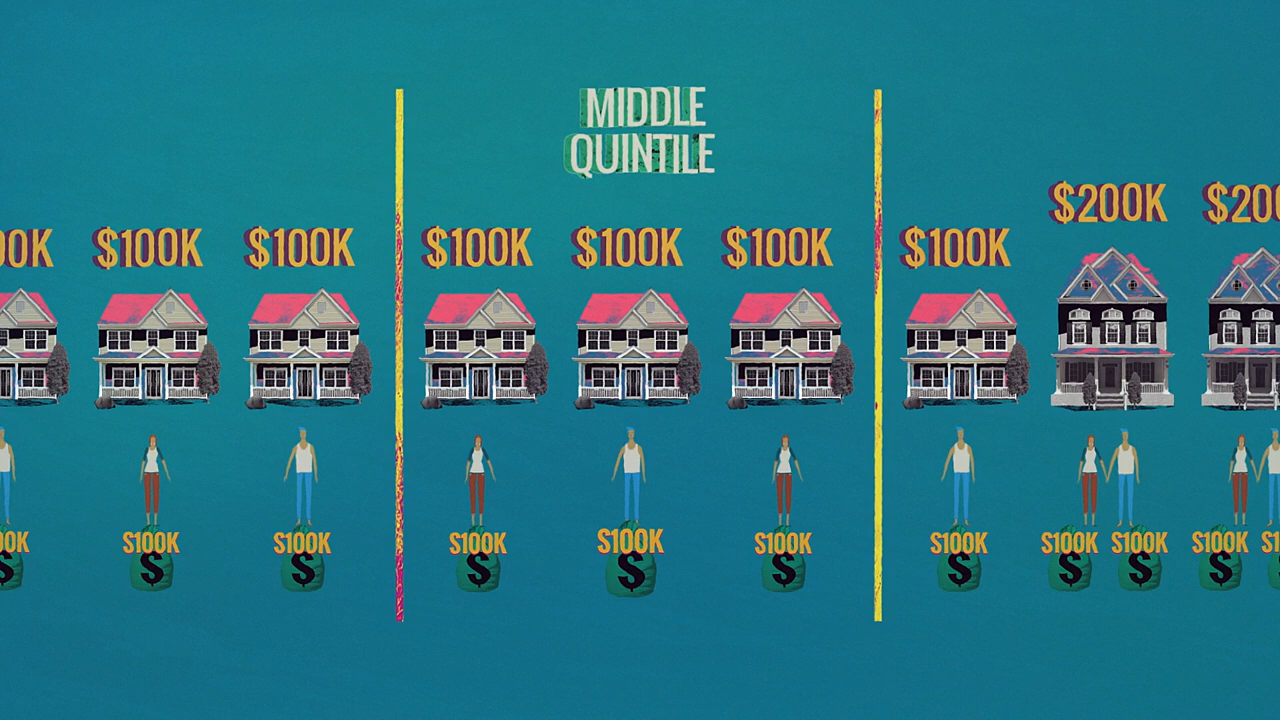 MIDDLE
QUINTILE
$200K
$100K $100K $100K $100K $100K $100K
$100K $100K $100K $100K $100K $100K $100K $100K $100K
$ $ $ $ $ $ $ $ $ $